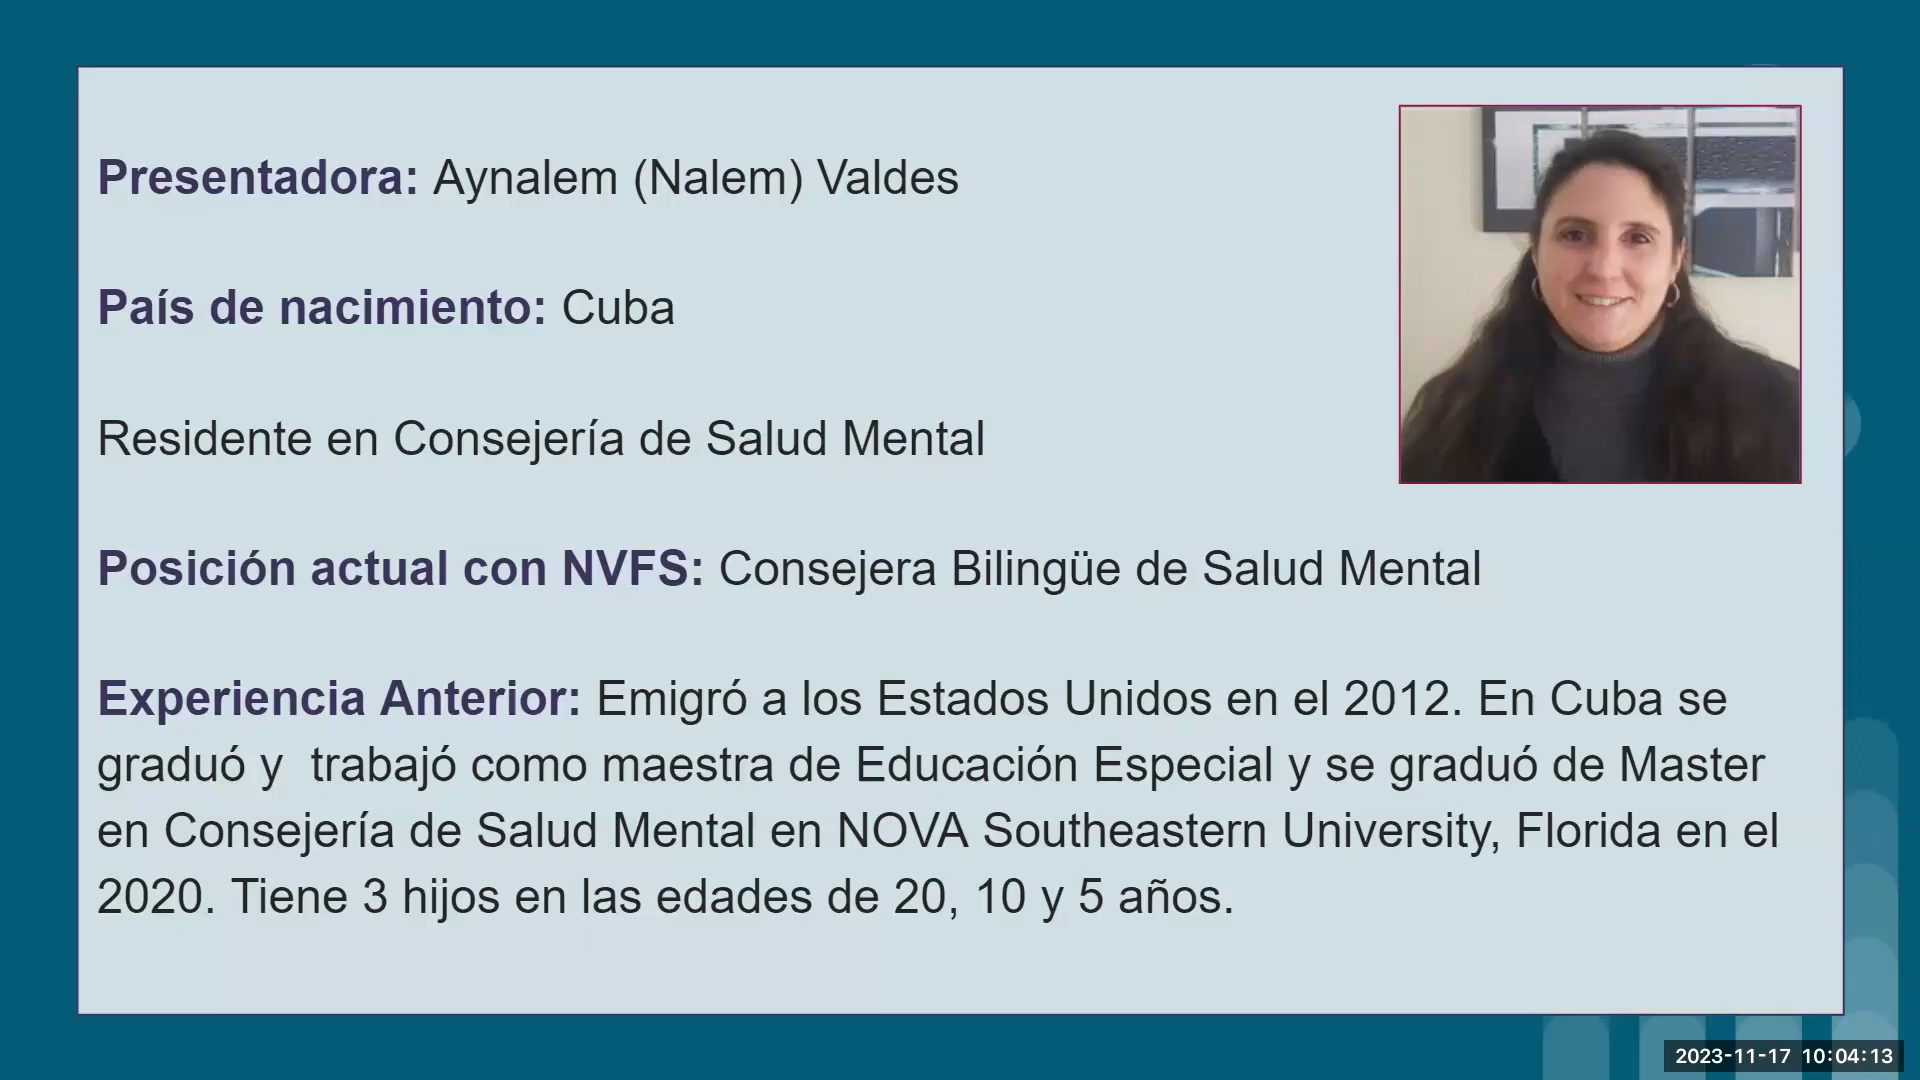 Presentadora: Aynalem (Nalem) Valdes
País de nacimiento: Cuba
Residente en Consejería de Salud Mental
Posición actual con NVFS: Consejera Bilingüe de Salud Mental
Experiencia Anterior: Emigró a los Estados Unidos en el 2012. En Cuba se
graduó y  trabajó como maestra de Educación Especial y se graduó de Master
en Consejería de Salud Mental en NOVA Southeastern University, Florida en el
2020. Tiene 3 hijos en las edades de 20, 10 y 5 años.
2023-11-17 10:04:13